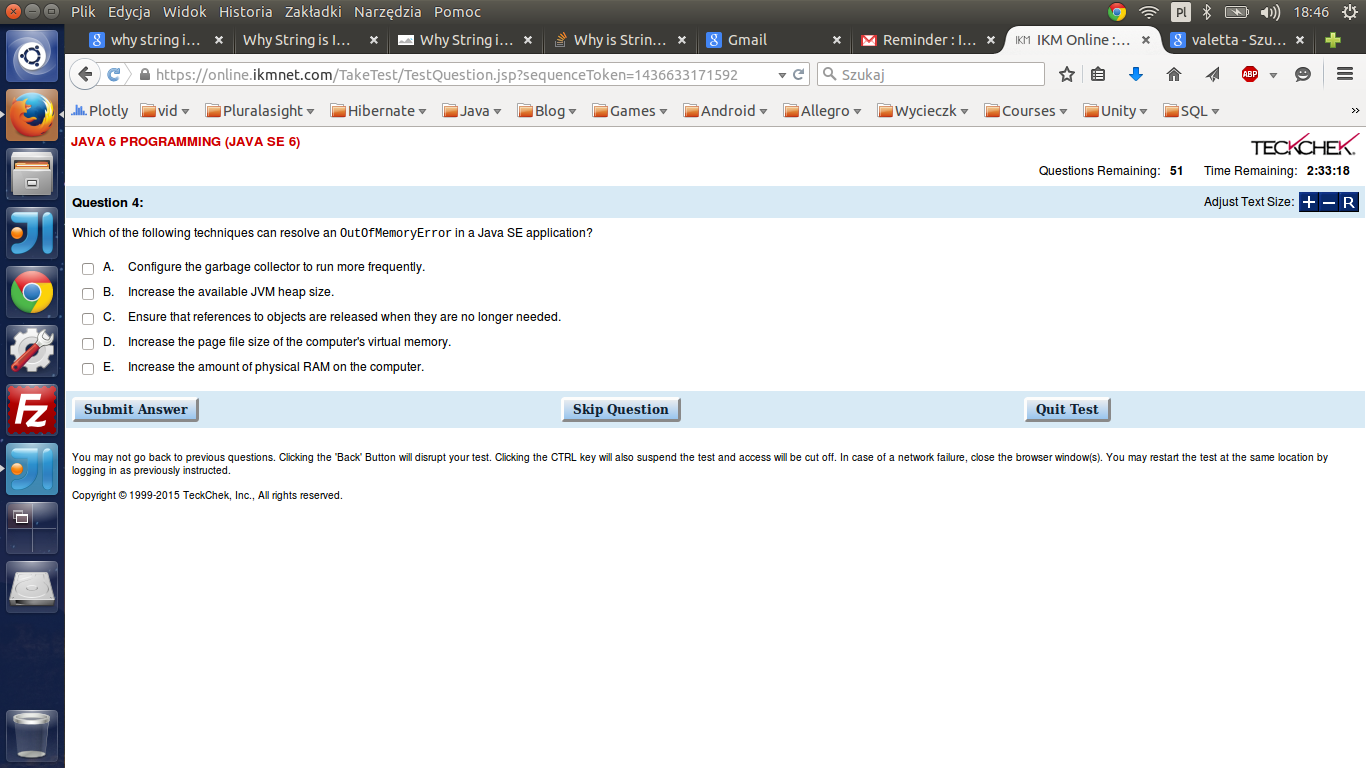 Plik Edycja Widok Historia Zakładki Narzędzia Pomoc
Pl 18:46
why string i... Why String is I... Why String i... Why is Strin... Gmail Reminder : I... IKM IKM Online :... valetta - Szu...
https://online.ikmnet.com/TakeTest/TestQuestion.jsp?sequenceToken=1436633171592 Szukaj ABP
Plotly vid Pluralasight Hibernate Java Blog Games Android Allegro Wycieczk Courses Unity SQL »
JAVA 6 PROGRAMMING (JAVA SE 6)
TECKCHEK.
Questions Remaining: 51 Time Remaining: 2:33:18
Question 4:
Adjust Text Size: + − R
Which of the following techniques can resolve an OutOfMemoryError in a Java SE application?
A. Configure the garbage collector to run more frequently.
B. Increase the available JVM heap size.
C. Ensure that references to objects are released when they are no longer needed.
D. Increase the page file size of the computer's virtual memory.
E. Increase the amount of physical RAM on the computer.
Submit Answer Skip Question Quit Test
You may not go back to previous questions. Clicking the 'Back' Button will disrupt your test. Clicking the CTRL key will also suspend the test and access will be cut off. In case of a network failure, close the browser window(s). You may restart the test at the same location by
logging in as previously instructed.
Copyright © 1999-2015 TeckChek, Inc., All rights reserved.